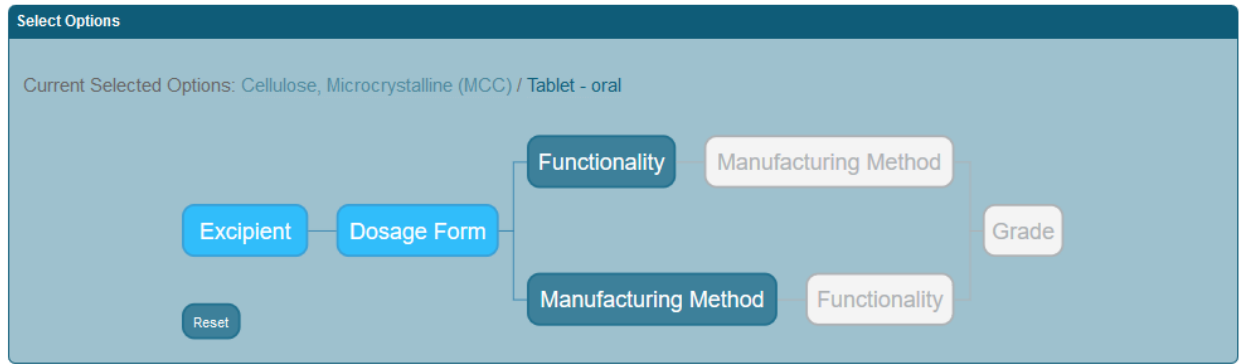 Select Options
Current Selected Options: Cellulose, Microcrystalline (MCC) / Tablet - oral
Functionality
Manufacturing Method
Excipient
Dosage Form
Grade
Manufacturing Method
Functionality
Reset